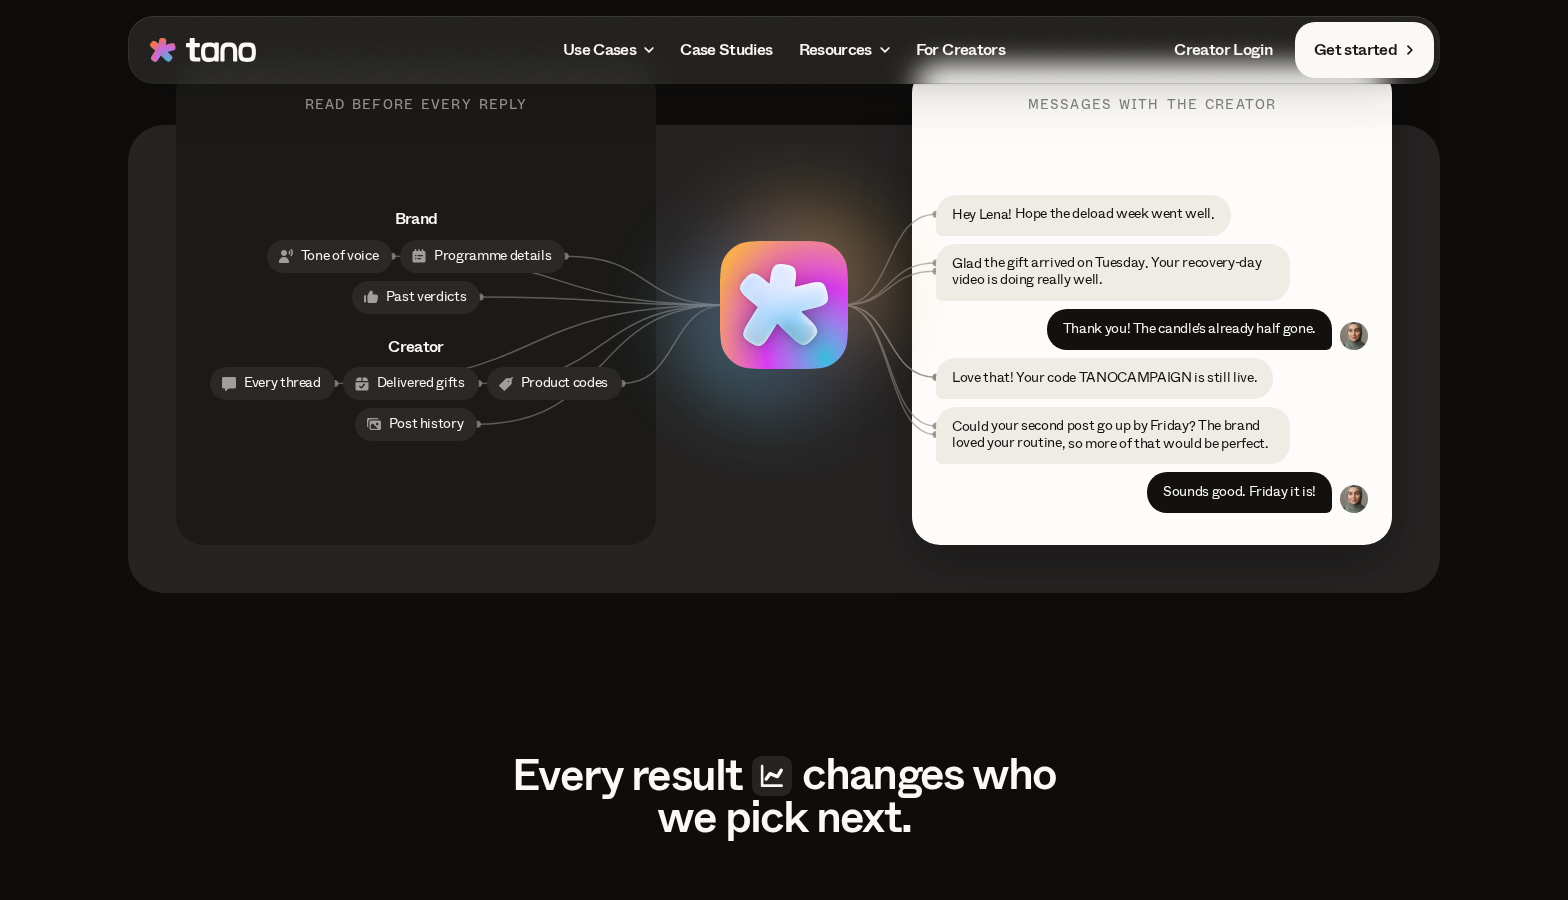 tano
Use Cases
Case Studies
Resources
For Creators
Creator Login
Get started
READ BEFORE EVERY REPLY
Brand
Tone of voice
Programme details
Past verdicts
Creator
Every thread
Delivered gifts
Product codes
Post history
MESSAGES WITH THE CREATOR
Hey Lena! Hope the deload week went well.
Glad the gift arrived on Tuesday. Your recovery-day
video is doing really well.
Thank you! The candle's already half gone.
Love that! Your code TANOCAMPAIGN is still live.
Could your second post go up by Friday? The brand
loved your routine, so more of that would be perfect.
Sounds good. Friday it is!
Every result changes who
we pick next.